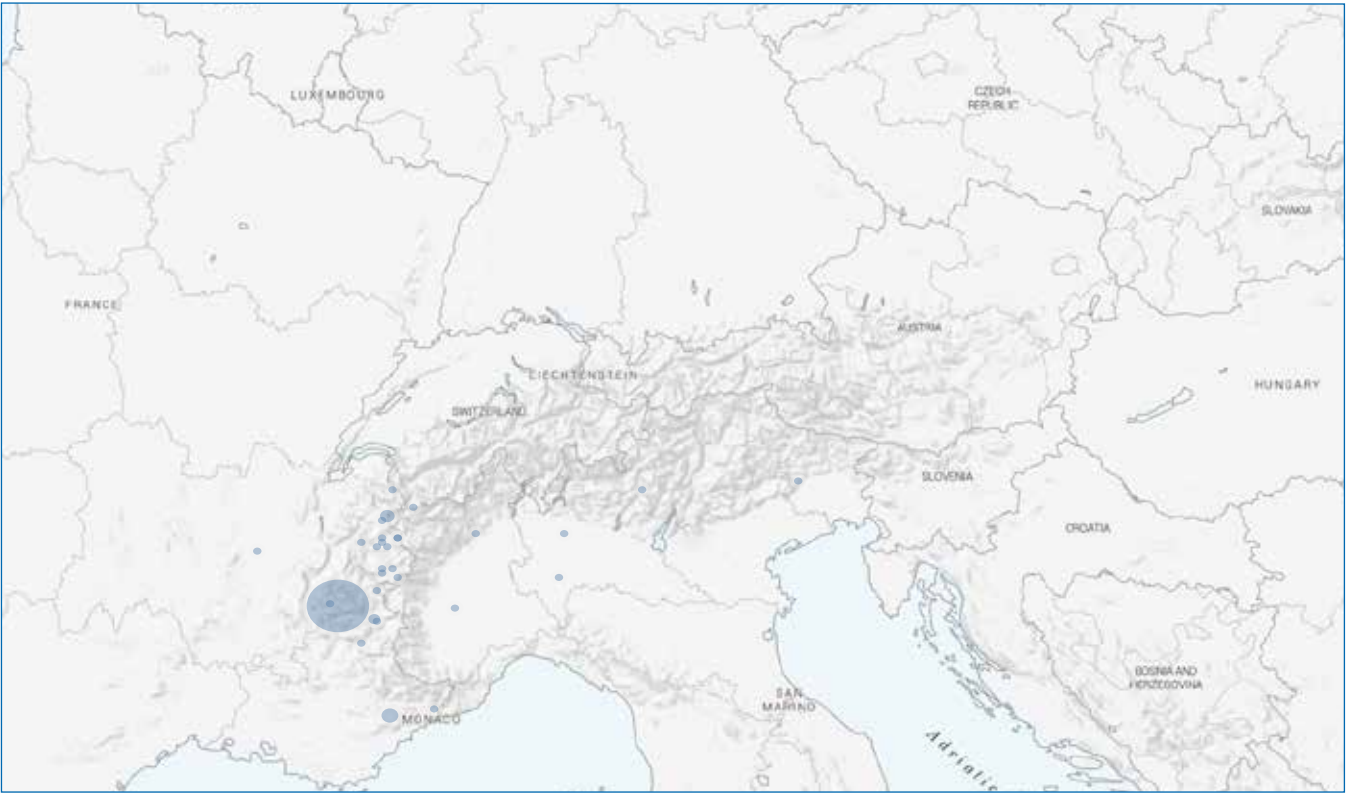 LUXEMBOURG
CZECH
REPUBLIC
SLOVAKIA
FRANCE
AUSTRIA
LIECHTENSTEIN
HUNGARY
SWITZERLAND
SLOVENIA
CROATIA
BOSNIA AND
HERZEGOVINA
SAN
MARINO
MONACO
Adriatic